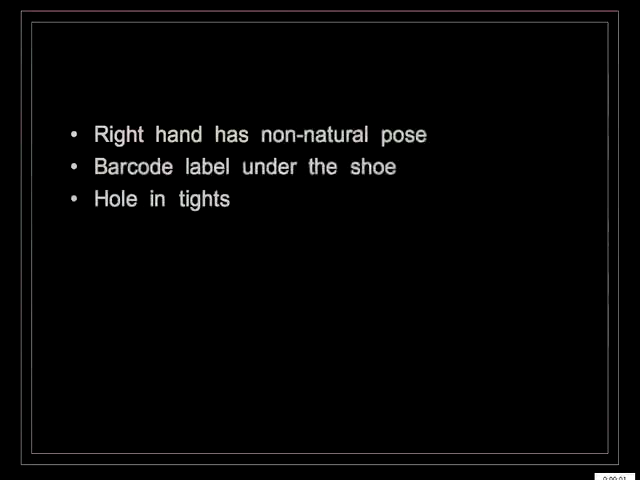 • Right hand has non-natural pose
• Barcode label under the shoe
• Hole in tights